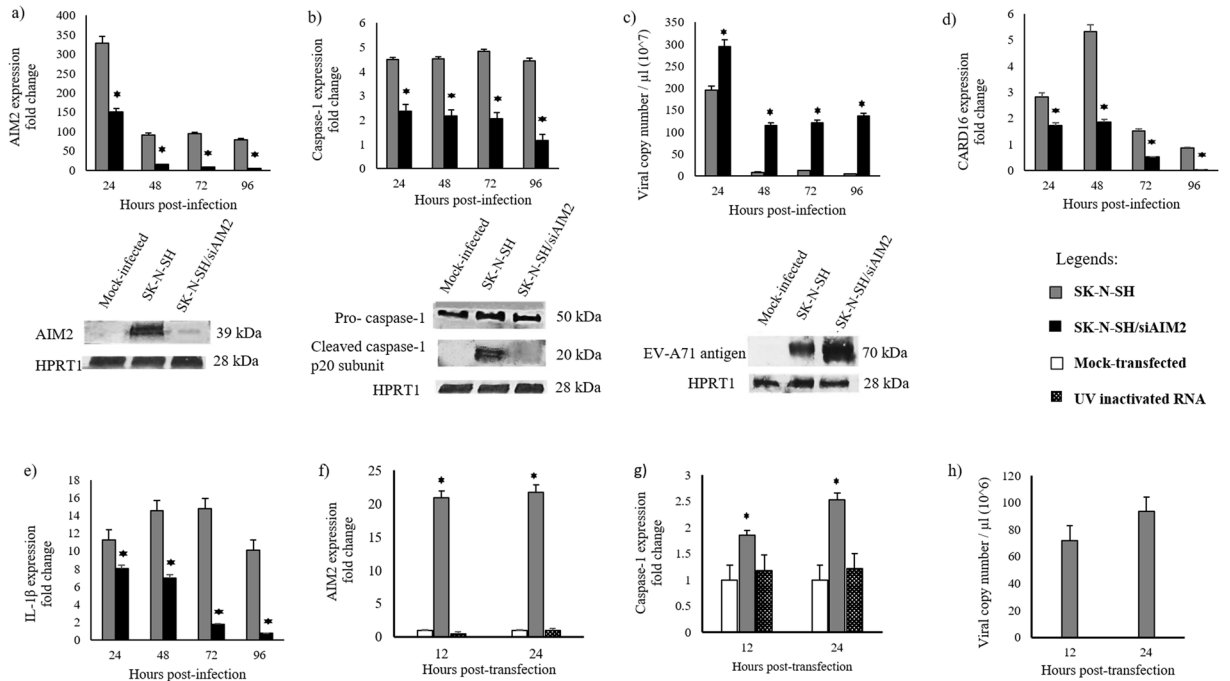 a)
AIM2 expression
fold change
400
350
300
250
200
150
100
50
0
24 48 72 96
Hours post-infection
Mock-infected
SK-N-SH
SK-N-SH/siAIM2
AIM2 39 kDa
HPRT1 28 kDa
b)
Caspase-1 expression
fold change
6
5
4
3
2
1
0
24 48 72 96
Hours post-infection
Mock-infected
SK-N-SH
SK-N-SH/siAIM2
Pro- caspase-1 50 kDa
Cleaved caspase-1
p20 subunit
20 kDa
HPRT1 28 kDa
c)
Viral copy number / µl (10^7)
350
300
250
200
150
100
50
0
24 48 72 96
Hours post-infection
Mock-infected
SK-N-SH
SK-N-SH/siAIM2
EV-A71 antigen 70 kDa
HPRT1 28 kDa
d)
CARD16 expression
fold change
6
5
4
3
2
1
0
24 48 72 96
Hours post-infection
Legends:
SK-N-SH
SK-N-SH/siAIM2
Mock-transfected
UV inactivated RNA
e)
IL-1β expression
fold change
18
16
14
12
10
8
6
4
2
0
24 48 72 96
Hours post-infection
f)
AIM2 expression
fold change
25
20
15
10
5
0
12 24
Hours post-transfection
g)
Caspase-1 expression
fold change
3
2.5
2
1.5
1
0.5
0
12 24
Hours post-transfection
h)
Viral copy number / µl (10^6)
120
100
80
60
40
20
0
12 24
Hours post-transfection